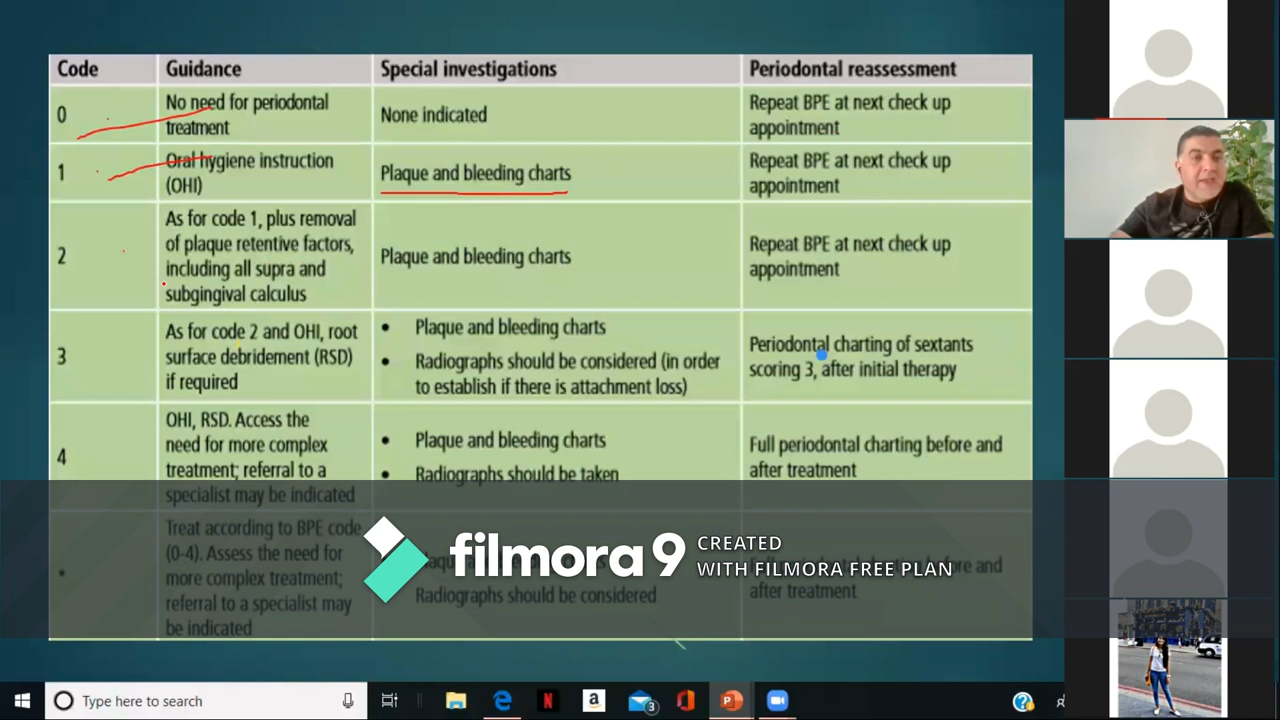 Code Guidance Special investigations Periodontal reassessment
0 No need for periodontal treatment None indicated Repeat BPE at next check up appointment
1 Oral hygiene instruction (OHI) Plaque and bleeding charts Repeat BPE at next check up appointment
2 As for code 1, plus removal of plaque retentive factors, including all supra and subgingival calculus Plaque and bleeding charts Repeat BPE at next check up appointment
3 As for code 2 and OHI, root surface debridement (RSD) if required
• Plaque and bleeding charts
• Radiographs should be considered (in order to establish if there is attachment loss)
Periodontal charting of sextants scoring 3, after initial therapy
4 OHI, RSD. Access the need for more complex treatment; referral to a specialist may be indicated
• Plaque and bleeding charts
• Radiographs should be taken
Full periodontal charting before and after treatment
* Treat according to BPE code (0-4). Assess the need for more complex treatment; referral to a specialist may be indicated
Radiographs should be considered
and after treatment
filmora9 CREATED
WITH FILMORA FREE PLAN
Type here to search
3